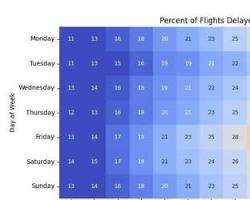 Percent of Flights Delaye
Monday 11 13 16 18 20 21 23 25
Tuesday 11 13 15 16 19 19 21 22
Wednesday 13 14 16 18 19 21 22 24
Thursday 12 13 16 18 20 21 23 25
Friday 13 14 17 19 21 23 25 28
Saturday 14 15 17 19 21 23 24 26
Sunday 13 14 16 18 20 21 23 25
Day of Week